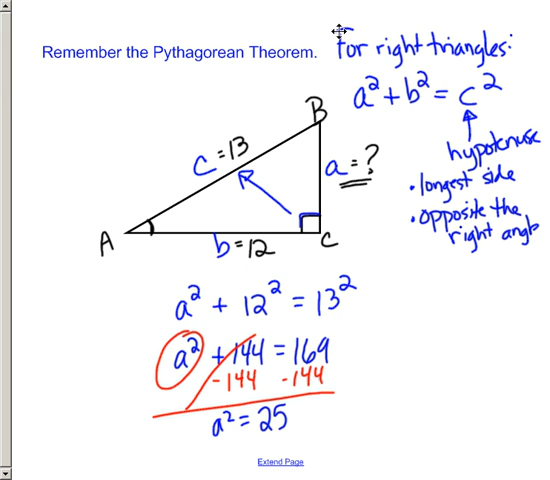 Remember the Pythagorean Theorem.
For right triangles:
a² + b² = c²
hypotenuse
• longest side
• opposite the
right angle
B
c = 13
a = ?
A
b = 12
C
a² + 12² = 13²
a² + 144 = 169
-144 -144
a² = 25
Extend Page